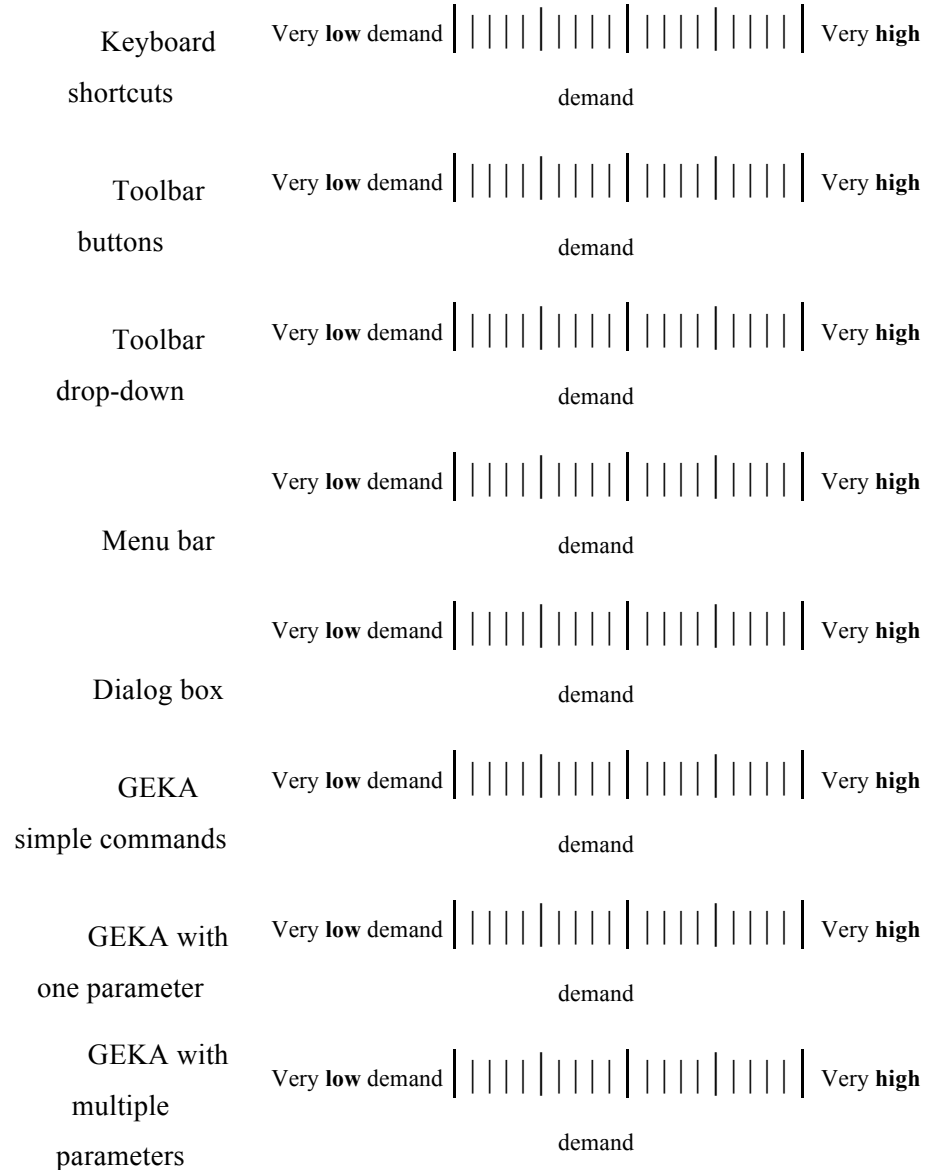 Keyboard
shortcuts
Very low demand Very high
demand
Toolbar
buttons
Very low demand Very high
demand
Toolbar
drop-down
Very low demand Very high
demand
Menu bar
Very low demand Very high
demand
Dialog box
Very low demand Very high
demand
GEKA
simple commands
Very low demand Very high
demand
GEKA with
one parameter
Very low demand Very high
demand
GEKA with
multiple
parameters
Very low demand Very high
demand